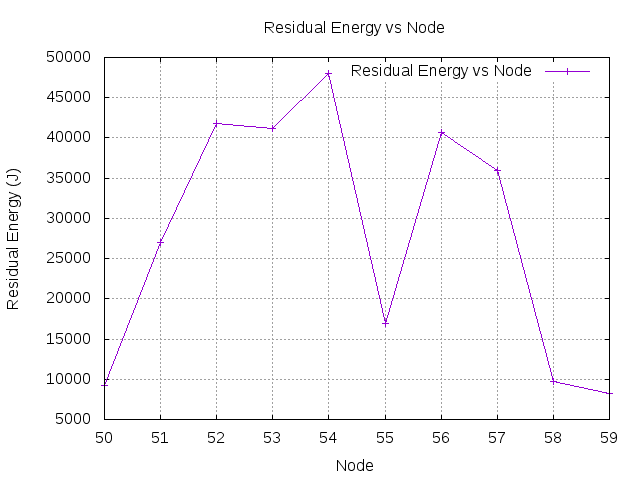 Residual Energy vs Node
Residual Energy vs Node
50000
45000
40000
35000
30000
25000
20000
15000
10000
5000
Residual Energy (J)
50 51 52 53 54 55 56 57 58 59
Node